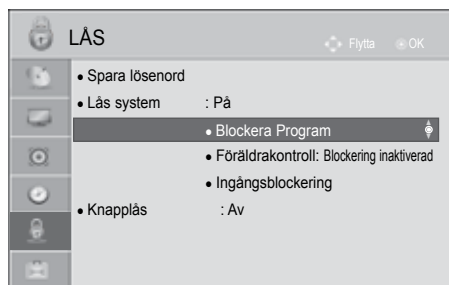 LÅS
Flytta OK
• Spara lösenord
• Lås system : På
• Blockera Program
• Föräldrakontroll: Blockering inaktiverad
• Ingångsblockering
• Knapplås : Av